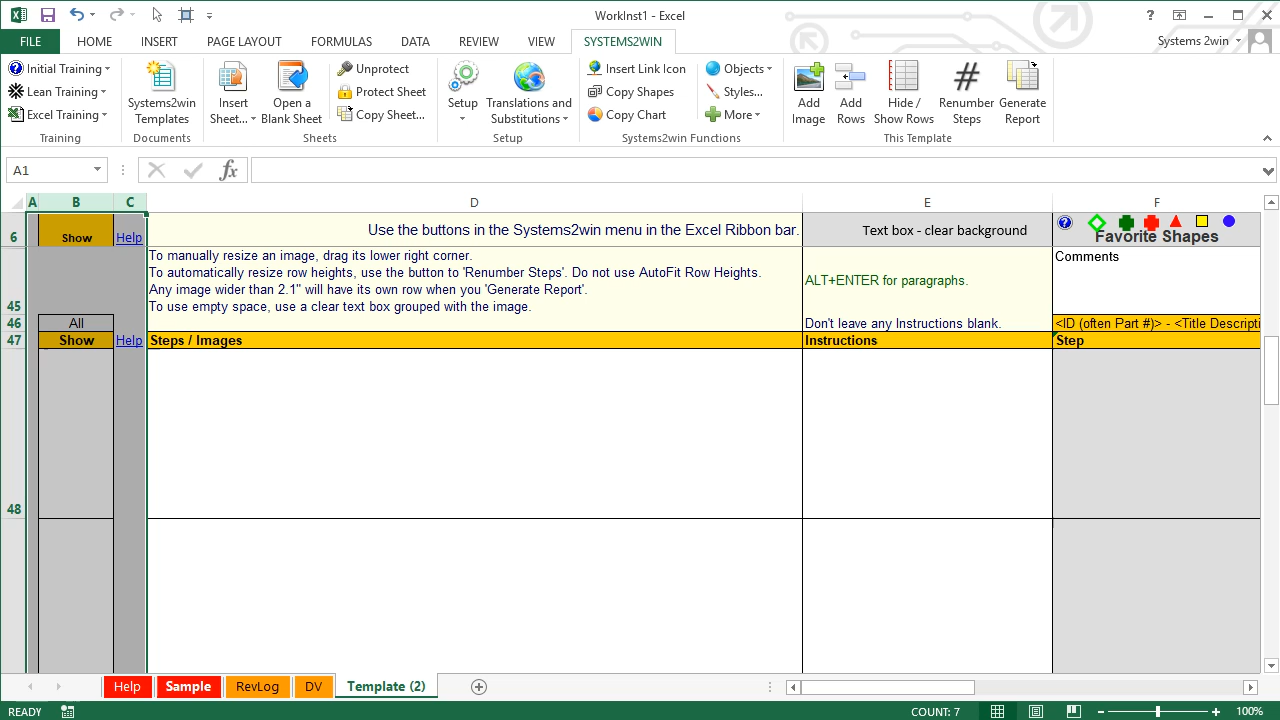 WorkInst1 - Excel
FILE HOME INSERT PAGE LAYOUT FORMULAS DATA REVIEW VIEW SYSTEMS2WIN Systems 2win
Initial Training
Lean Training
Excel Training
Training
Systems2win Templates
Documents
Insert Sheet...
Open a Blank Sheet
Unprotect
Protect Sheet
Copy Sheet...
Sheets
Setup
Translations and Substitutions
Setup
Insert Link Icon
Copy Shapes
Copy Chart
Objects
Styles...
More
Systems2win Functions
Add Image
Add Rows
Hide / Show Rows
Renumber Steps
Generate Report
This Template
A1 fx
A B C D E F
6 Show Help Use the buttons in the Systems2win menu in the Excel Ribbon bar. Text box - clear background Favorite Shapes
To manually resize an image, drag its lower right corner. Comments
To automatically resize row heights, use the button to 'Renumber Steps'. Do not use AutoFit Row Heights. ALT+ENTER for paragraphs.
Any image wider than 2.1" will have its own row when you 'Generate Report'.
45 To use empty space, use a clear text box grouped with the image.
46 All Don't leave any Instructions blank. <ID (often Part #)> - <Title Descripti
47 Show Help Steps / Images Instructions Step
48
Help Sample RevLog DV Template (2)
READY COUNT: 7 100%